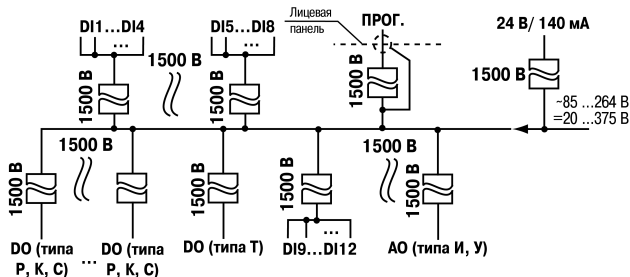 DI1...DI4
...
1500 В
1500 В
DI5...DI8
...
1500 В
Лицевая
панель
ПРОГ.
1500 В
24 В/ 140 мА
1500 В
~85 ...264 В
=20 ...375 В
1500 В
1500 В
1500 В
1500 В
1500 В
1500 В
1500 В
DO (типа
Р, К, С)
...
DO (типа
Р, К, С)
DO (типа Т)
...
DI9...DI12
АО (типа И, У)